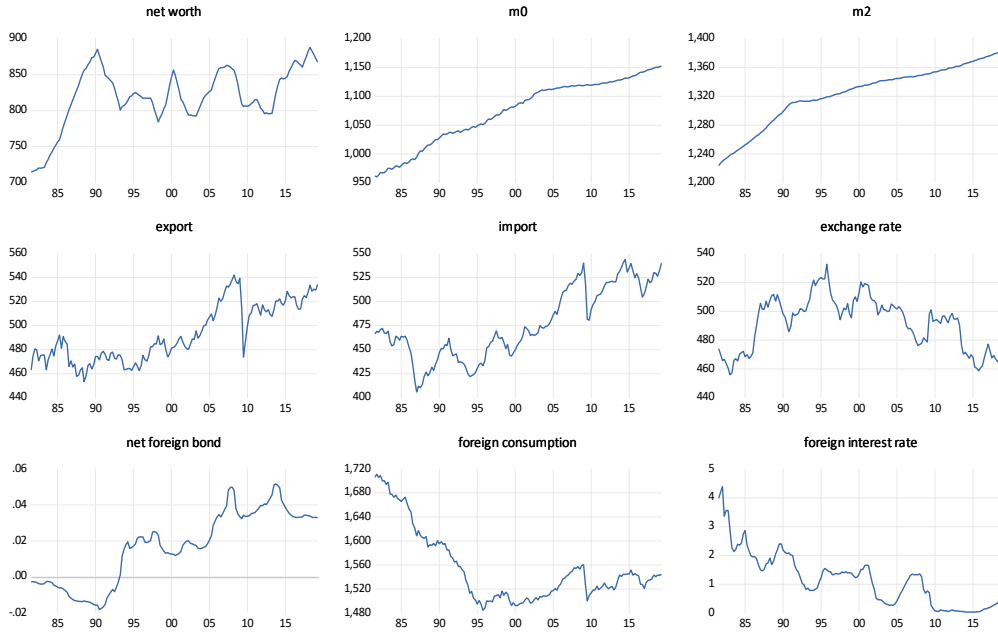 net worth m0 m2
900 1,200 1,400
850 1,150 1,360
800 1,100 1,320
1,050 1,280
750 1,000 1,240
700 950 1,200
85 90 95 00 05 10 15 85 90 95 00 05 10 15 85 90 95 00 05 10 15
export import exchange rate
560 550 540
540 525 520
520 500
500 475 500
480 450 480
460 425 460
440 400 440
85 90 95 00 05 10 15 85 90 95 00 05 10 15 85 90 95 00 05 10 15
net foreign bond foreign consumption foreign interest rate
.06 1,720 5
1,680 4
.04 1,640 3
.02 1,600
.00 1,560 2
1,520 1
-.02 1,480 0
85 90 95 00 05 10 15 85 90 95 00 05 10 15 85 90 95 00 05 10 15